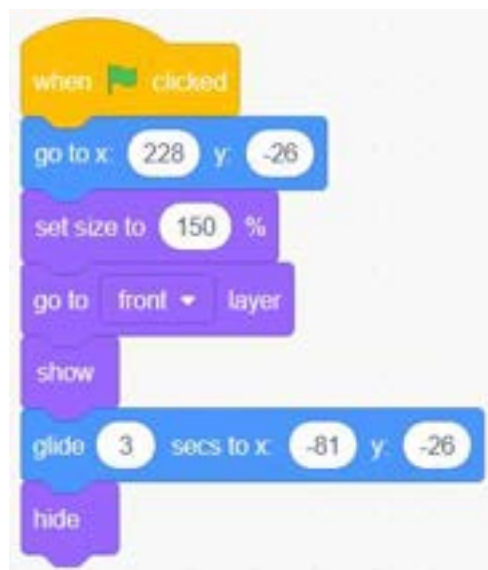 when clicked
go to x: 228 y: -26
set size to 150 %
go to front layer
show
glide 3 secs to x: -81 y: -26
hide